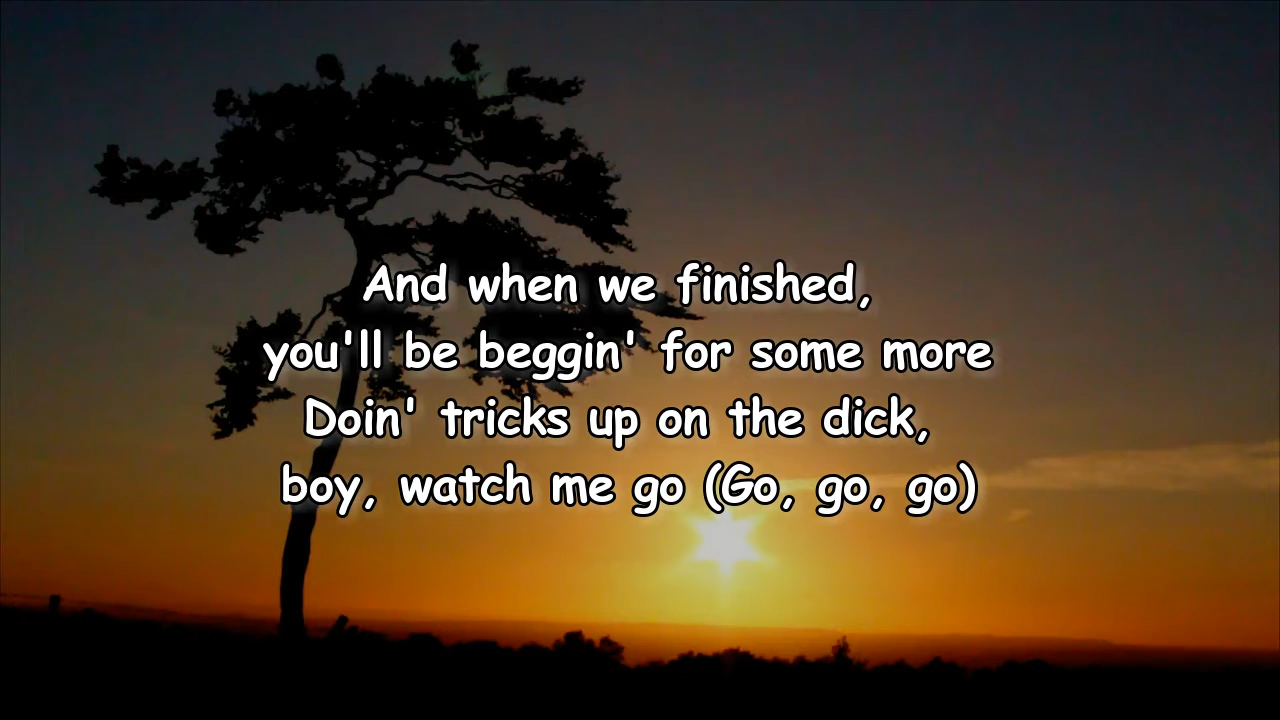 And when we finished,
you'll be beggin' for some more
Doin' tricks up on the dick,
boy, watch me go (Go, go, go)